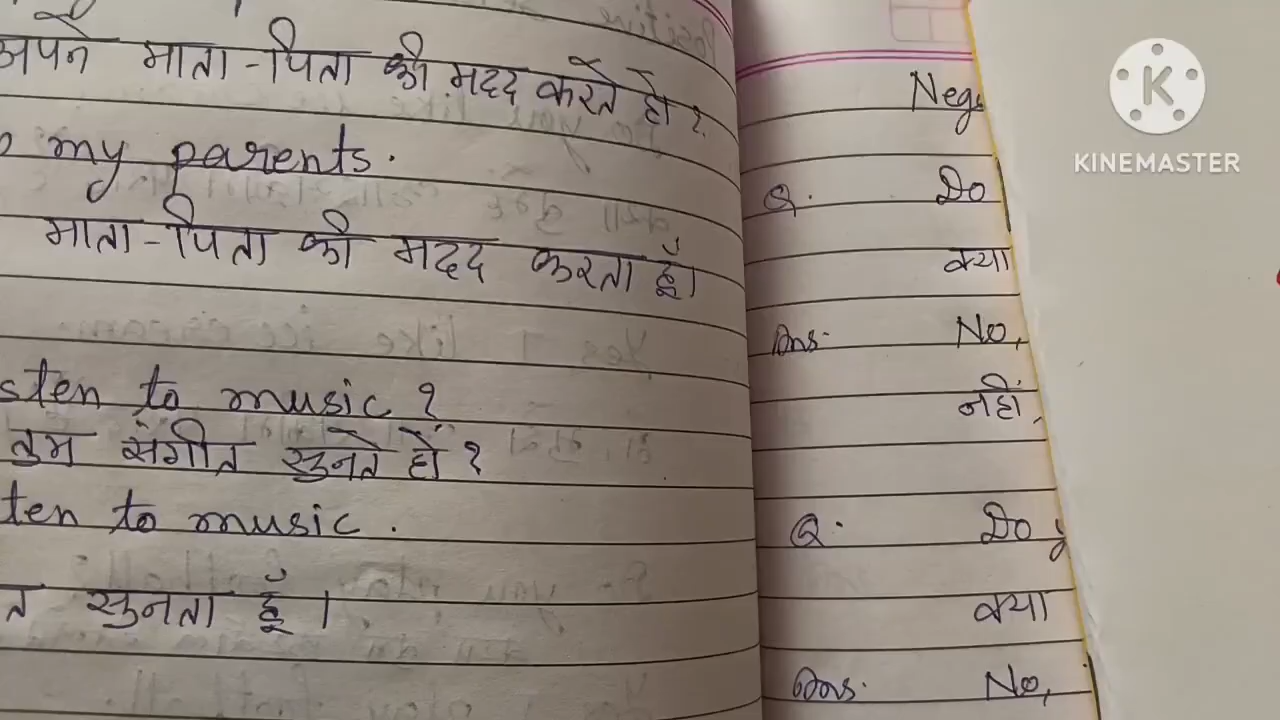 अपने माता-पिता की मदद करते हो?
my parents.
माता-पिता की मदद करता हूँ।
sten to music?
तुम संगीत सुनते हो?
ten to music.
त सुनता हूँ।
Neg
Q. Do
क्या
Ans. No,
नहीं,
Q. Do y
क्या
Ans. No,
K
KINEMASTER